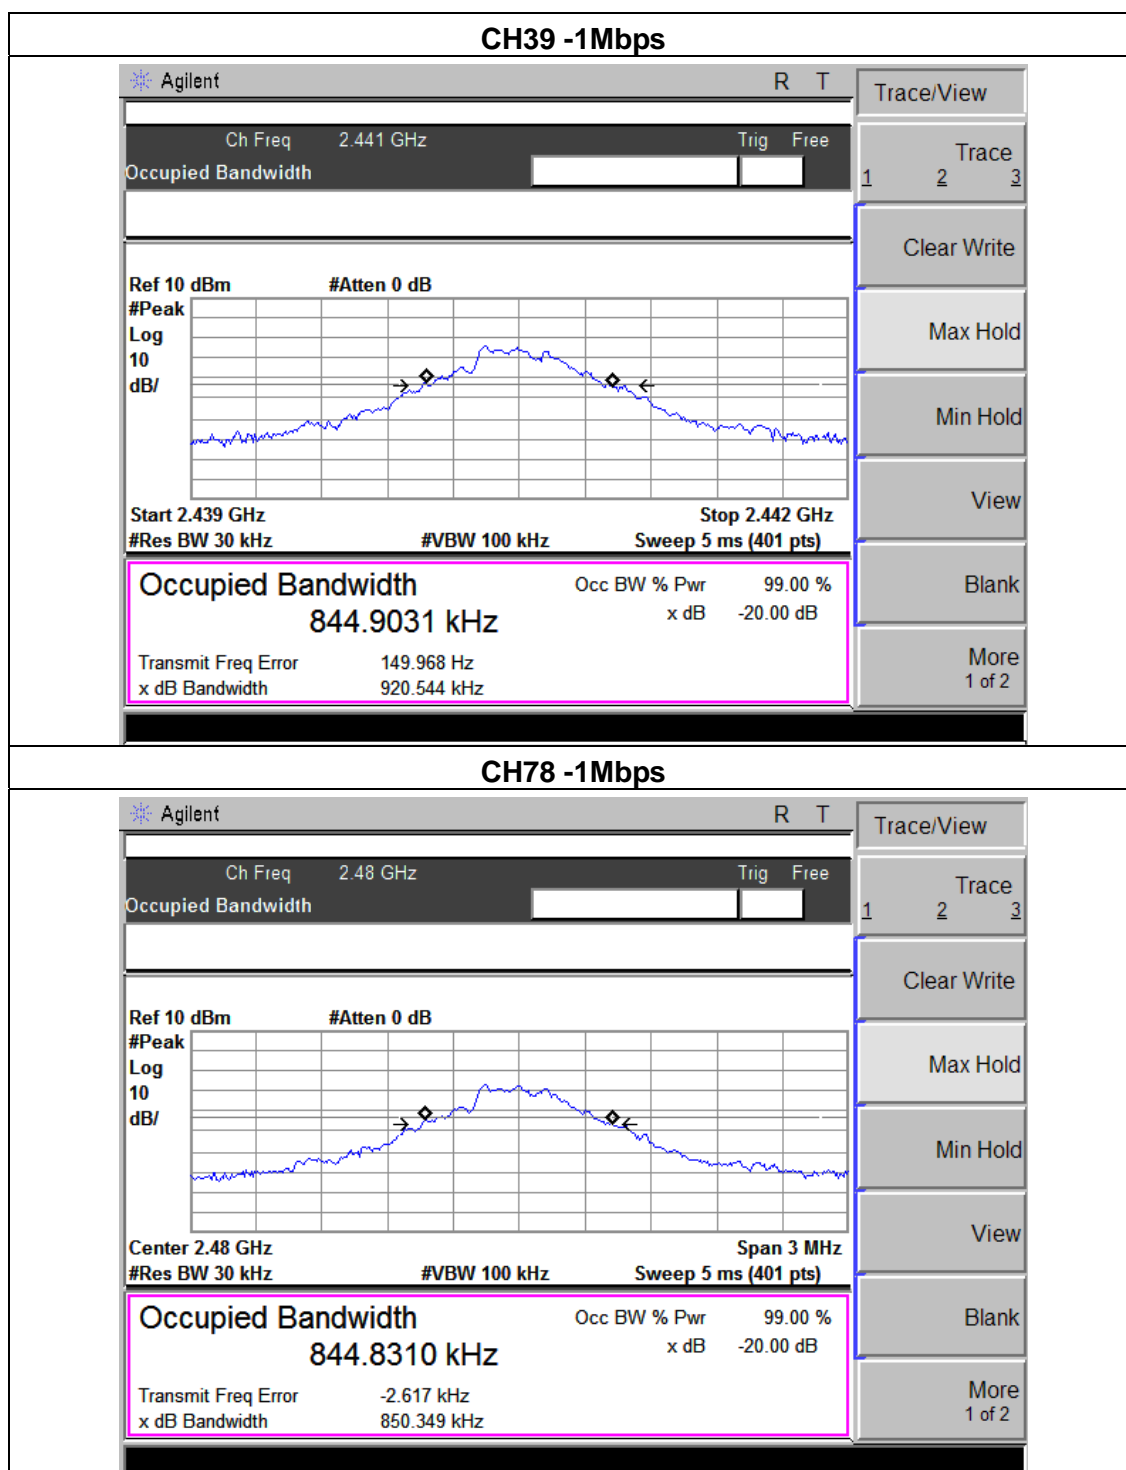 CH39 -1Mbps
Agilent R T
Trace/View
Ch Freq 2.441 GHz Trig Free
Occupied Bandwidth
Trace
1 2 3
Clear Write
Ref 10 dBm #Atten 0 dB
#Peak
Log
10
dB/
Max Hold
Min Hold
View
Start 2.439 GHz Stop 2.442 GHz
#Res BW 30 kHz #VBW 100 kHz Sweep 5 ms (401 pts)
Occupied Bandwidth Occ BW % Pwr 99.00 %
844.9031 kHz x dB -20.00 dB
Blank
Transmit Freq Error 149.968 Hz
x dB Bandwidth 920.544 kHz
More
1 of 2
CH78 -1Mbps
Agilent R T
Trace/View
Ch Freq 2.48 GHz Trig Free
Occupied Bandwidth
Trace
1 2 3
Clear Write
Ref 10 dBm #Atten 0 dB
#Peak
Log
10
dB/
Max Hold
Min Hold
View
Center 2.48 GHz Span 3 MHz
#Res BW 30 kHz #VBW 100 kHz Sweep 5 ms (401 pts)
Occupied Bandwidth Occ BW % Pwr 99.00 %
844.8310 kHz x dB -20.00 dB
Blank
Transmit Freq Error -2.617 kHz
x dB Bandwidth 850.349 kHz
More
1 of 2